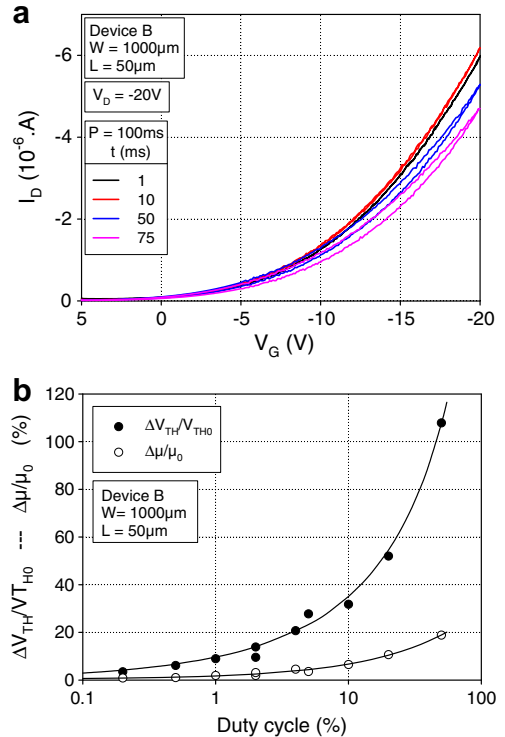 a
Device B
W = 1000µm
L = 50µm
V_D = -20V
P = 100ms
t (ms)
1
10
50
75
I_D (10^-6.A)
-6
-4
-2
0
5
0
-5
-10
-15
-20
V_G (V)
b
ΔV_TH/V_TH0
Δµ/µ_0
Device B
W= 1000µm
L = 50µm
ΔV_TH/VT_H0 --- Δµ/µ_0 (%)
120
100
80
60
40
20
0
0.1
1
10
100
Duty cycle (%)